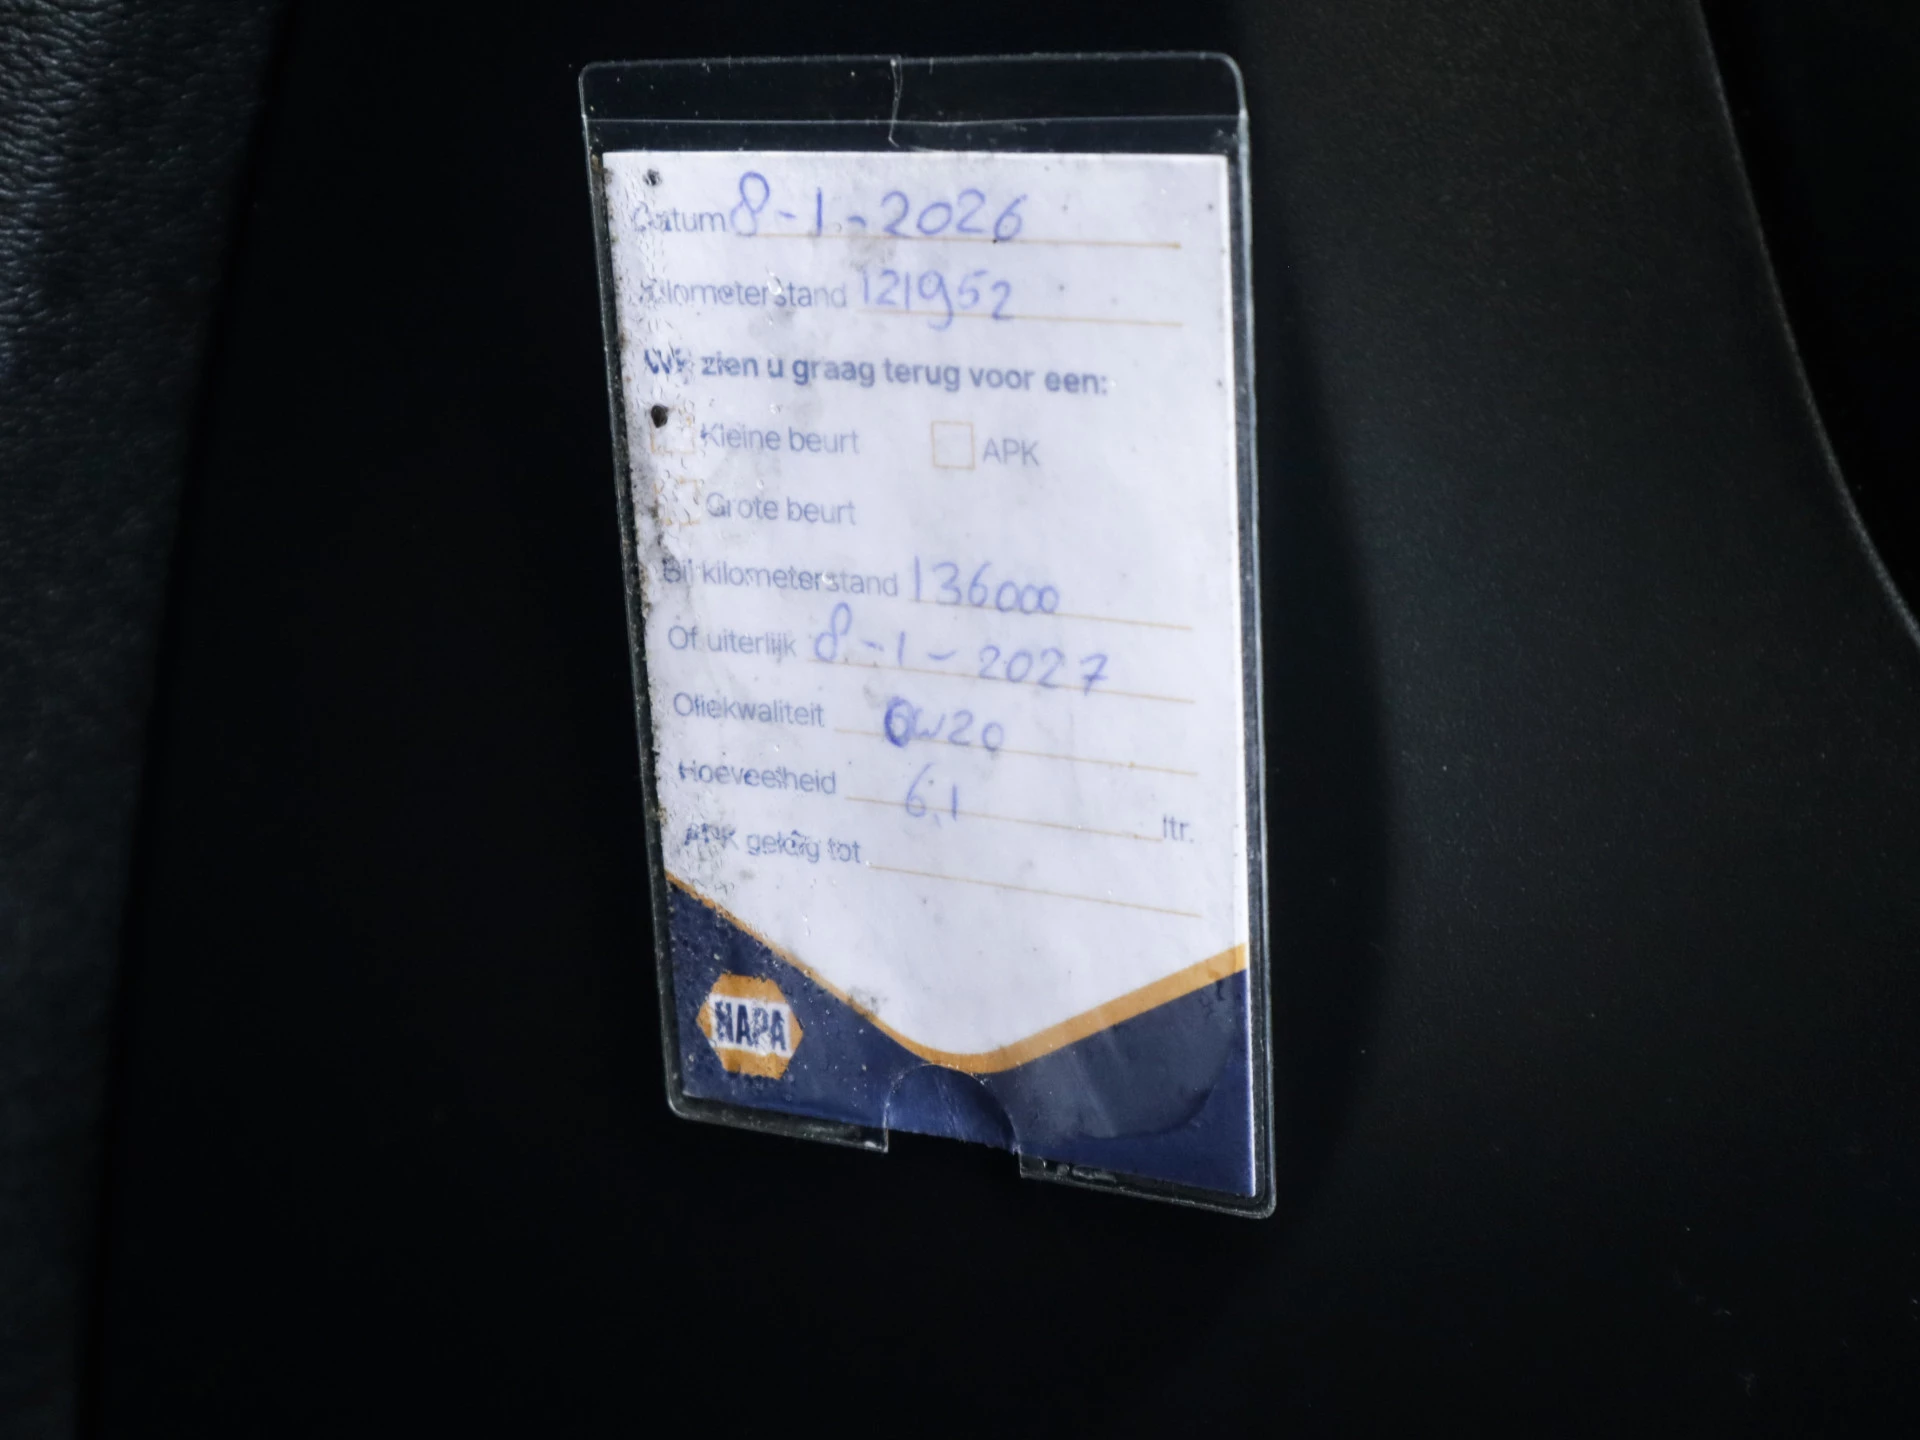 Datum 8-1-2026
Kilometerstand 121952
Wij zien u graag terug voor een:
Kleine beurt APK
Grote beurt
Bij kilometerstand 136000
Of uiterlijk 8-1-2027
Oliekwaliteit 0W20
Hoeveelheid 6,1 ltr.
APK geldig tot
NAPA